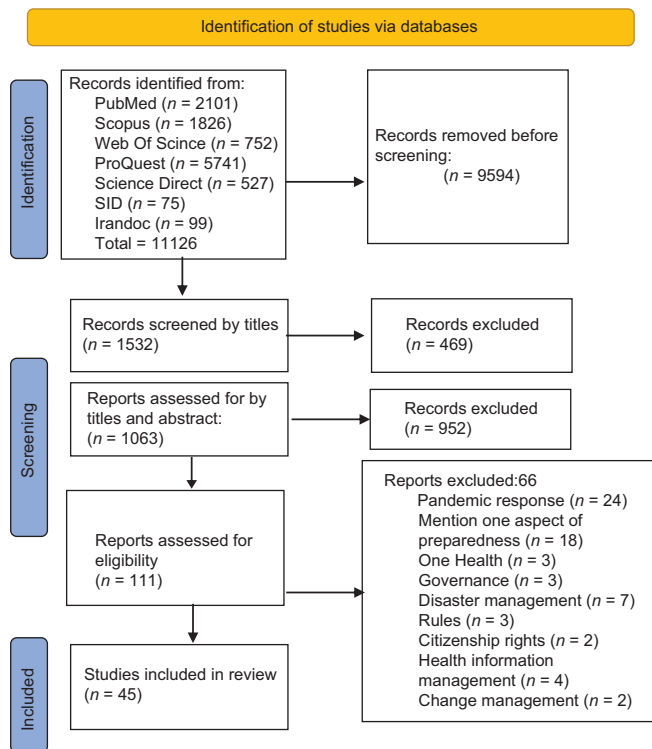 Identification of studies via databases
Identification
Records identified from:
PubMed (n = 2101)
Scopus (n = 1826)
Web Of Scince (n = 752)
ProQuest (n = 5741)
Science Direct (n = 527)
SID (n = 75)
Irandoc (n = 99)
Total = 11126
Records removed before
screening:
(n = 9594)
Screening
Records screened by titles
(n = 1532)
Records excluded
(n = 469)
Reports assessed for by
titles and abstract:
(n = 1063)
Records excluded
(n = 952)
Reports assessed for
eligibility
(n = 111)
Reports excluded:66
Pandemic response (n = 24)
Mention one aspect of
preparedness (n = 18)
One Health (n = 3)
Governance (n = 3)
Disaster management (n = 7)
Rules (n = 3)
Citizenship rights (n = 2)
Health information
management (n = 4)
Change management (n = 2)
Included
Studies included in review
(n = 45)